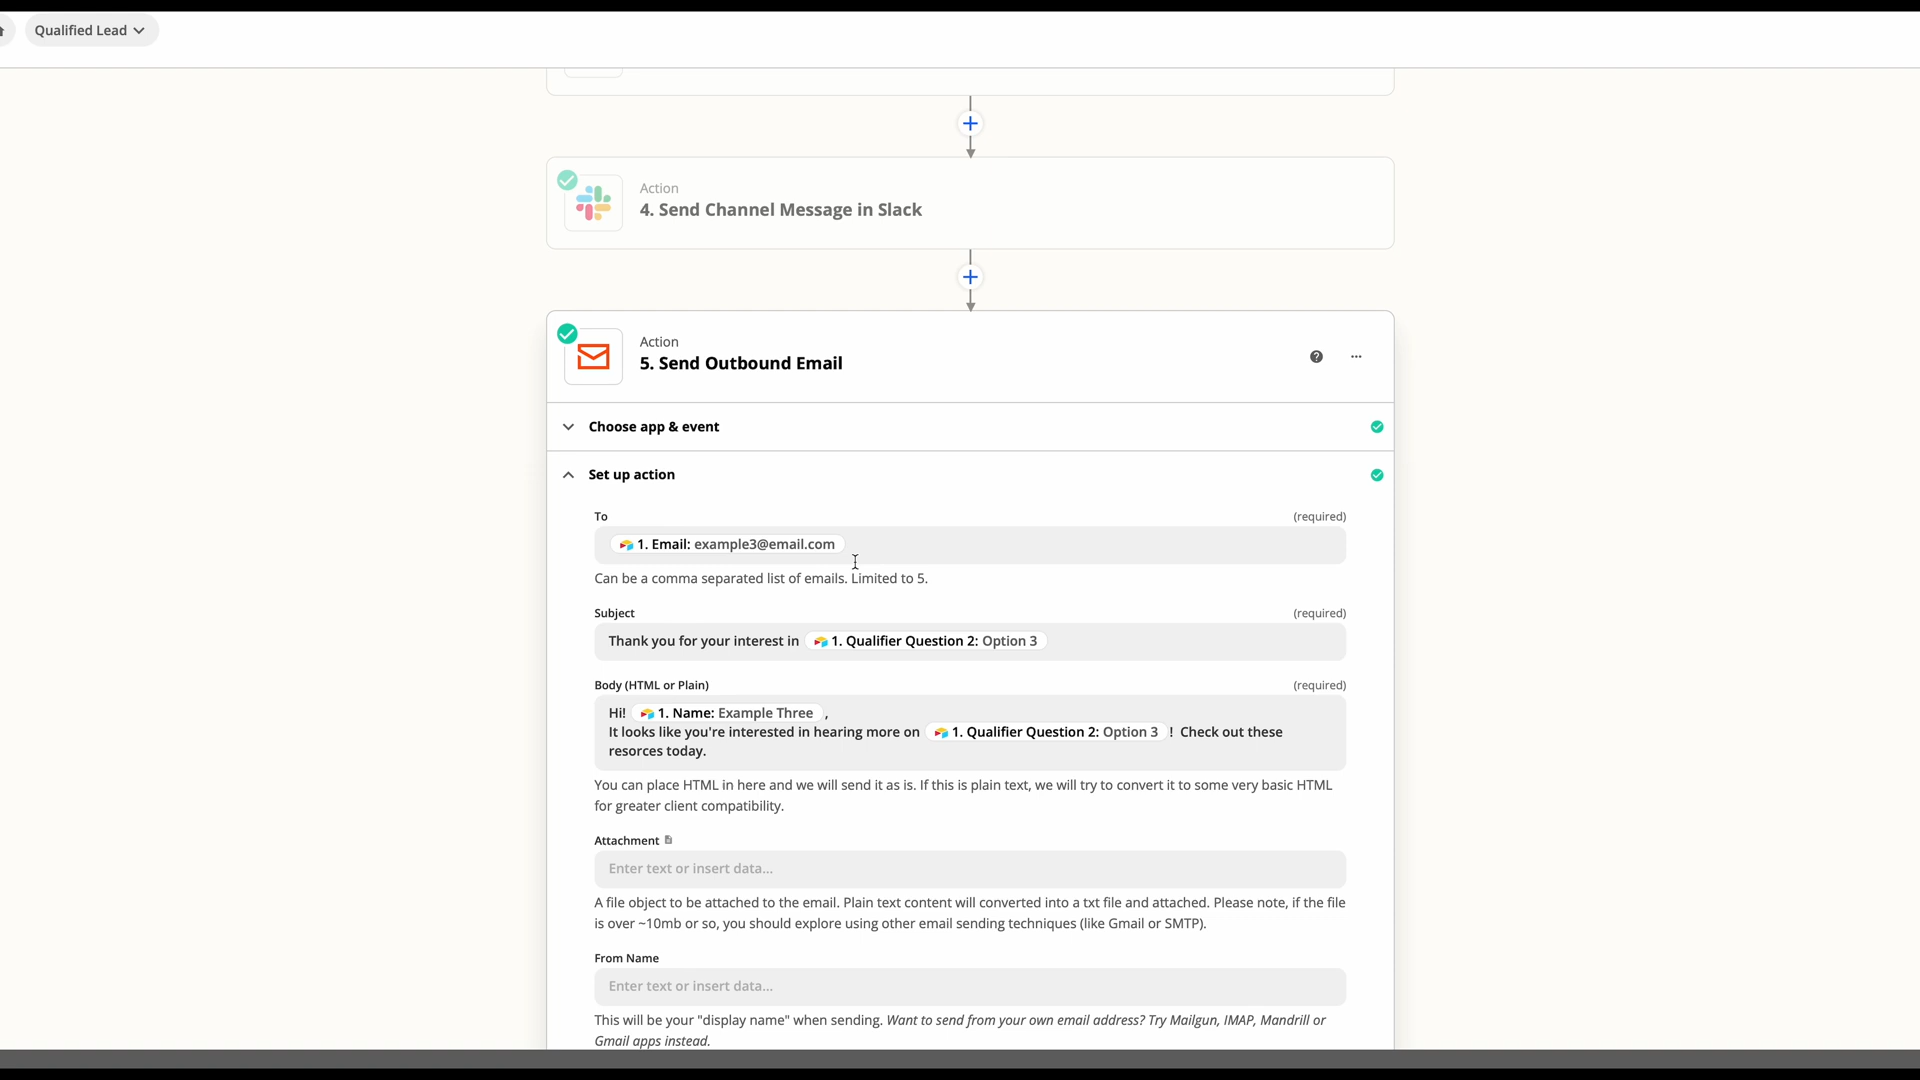 Qualified Lead
Action
4. Send Channel Message in Slack
Action
5. Send Outbound Email
Choose app & event
Set up action
To (required)
1. Email: example3@email.com
Can be a comma separated list of emails. Limited to 5.
Subject (required)
Thank you for your interest in 1. Qualifier Question 2: Option 3
Body (HTML or Plain) (required)
Hi! 1. Name: Example Three ,
It looks like you're interested in hearing more on 1. Qualifier Question 2: Option 3 ! Check out these
resorces today.
You can place HTML in here and we will send it as is. If this is plain text, we will try to convert it to some very basic HTML
for greater client compatibility.
Attachment
Enter text or insert data...
A file object to be attached to the email. Plain text content will converted into a txt file and attached. Please note, if the file
is over ~10mb or so, you should explore using other email sending techniques (like Gmail or SMTP).
From Name
Enter text or insert data...
This will be your "display name" when sending. Want to send from your own email address? Try Mailgun, IMAP, Mandrill or
Gmail apps instead.